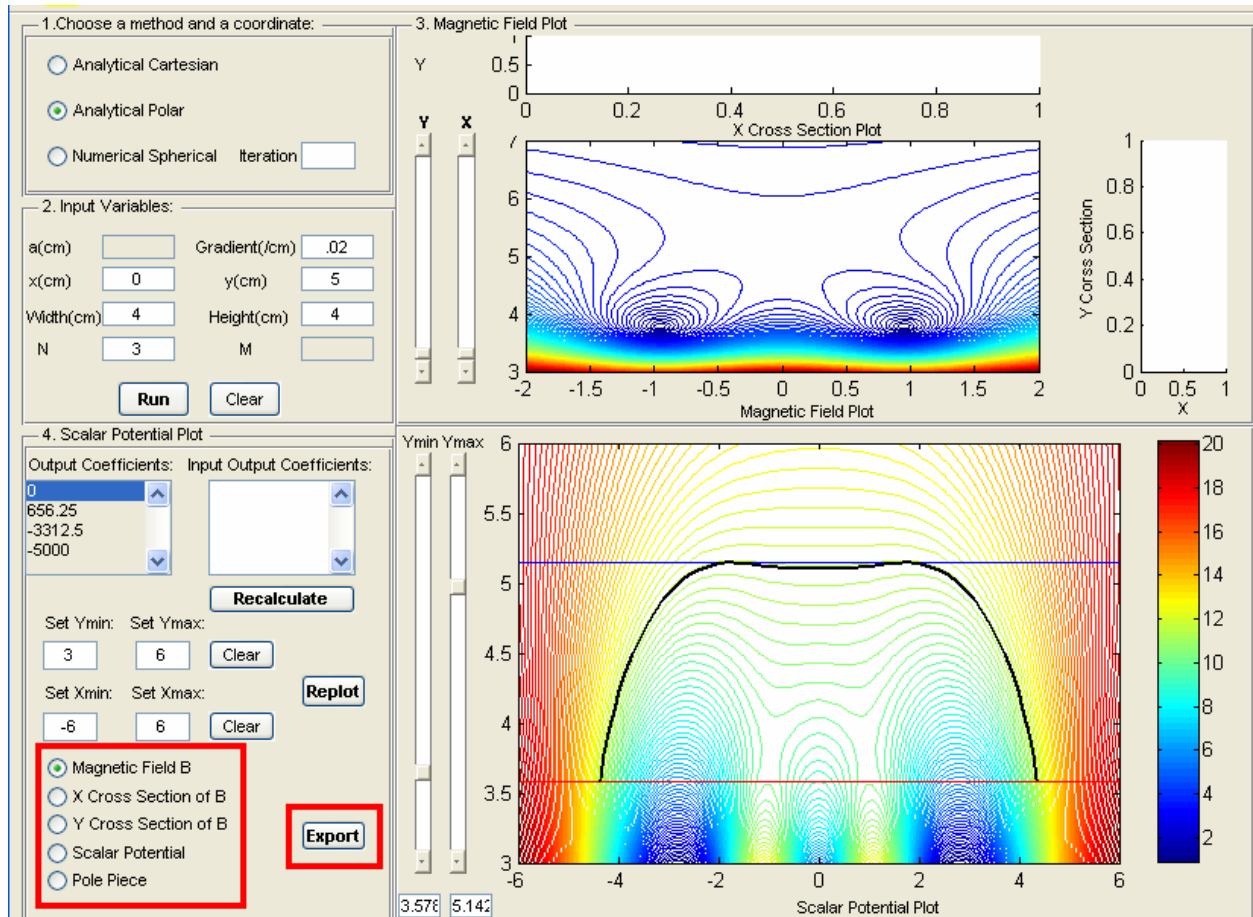 1.Choose a method and a coordinate:
Analytical Cartesian
Analytical Polar
Numerical Spherical Iteration
2. Input Variables:
a(cm) Gradient(/cm) .02
x(cm) 0 y(cm) 5
Width(cm) 4 Height(cm) 4
N 3 M
Run Clear
3. Magnetic Field Plot
Y
1
0.5
0
0 0.2 0.4 0.6 0.8 1
X Cross Section Plot
Y X
7
6
5
4
3
-2 -1.5 -1 -0.5 0 0.5 1 1.5 2
Magnetic Field Plot
1
0.8
0.6
0.4
0.2
0
Y Corss Section
0 0.5 1
X
4. Scalar Potential Plot
Output Coefficients: Input Output Coefficients:
0
656.25
-3312.5
-5000
Recalculate
Set Ymin: Set Ymax:
3 6 Clear
Replot
Set Xmin: Set Xmax:
-6 6 Clear
Magnetic Field B
X Cross Section of B
Y Cross Section of B
Scalar Potential
Pole Piece
Export
Ymin Ymax
3.578 5.142
6
5.5
5
4.5
4
3.5
3
-6 -4 -2 0 2 4 6
Scalar Potential Plot
20
18
16
14
12
10
8
6
4
2